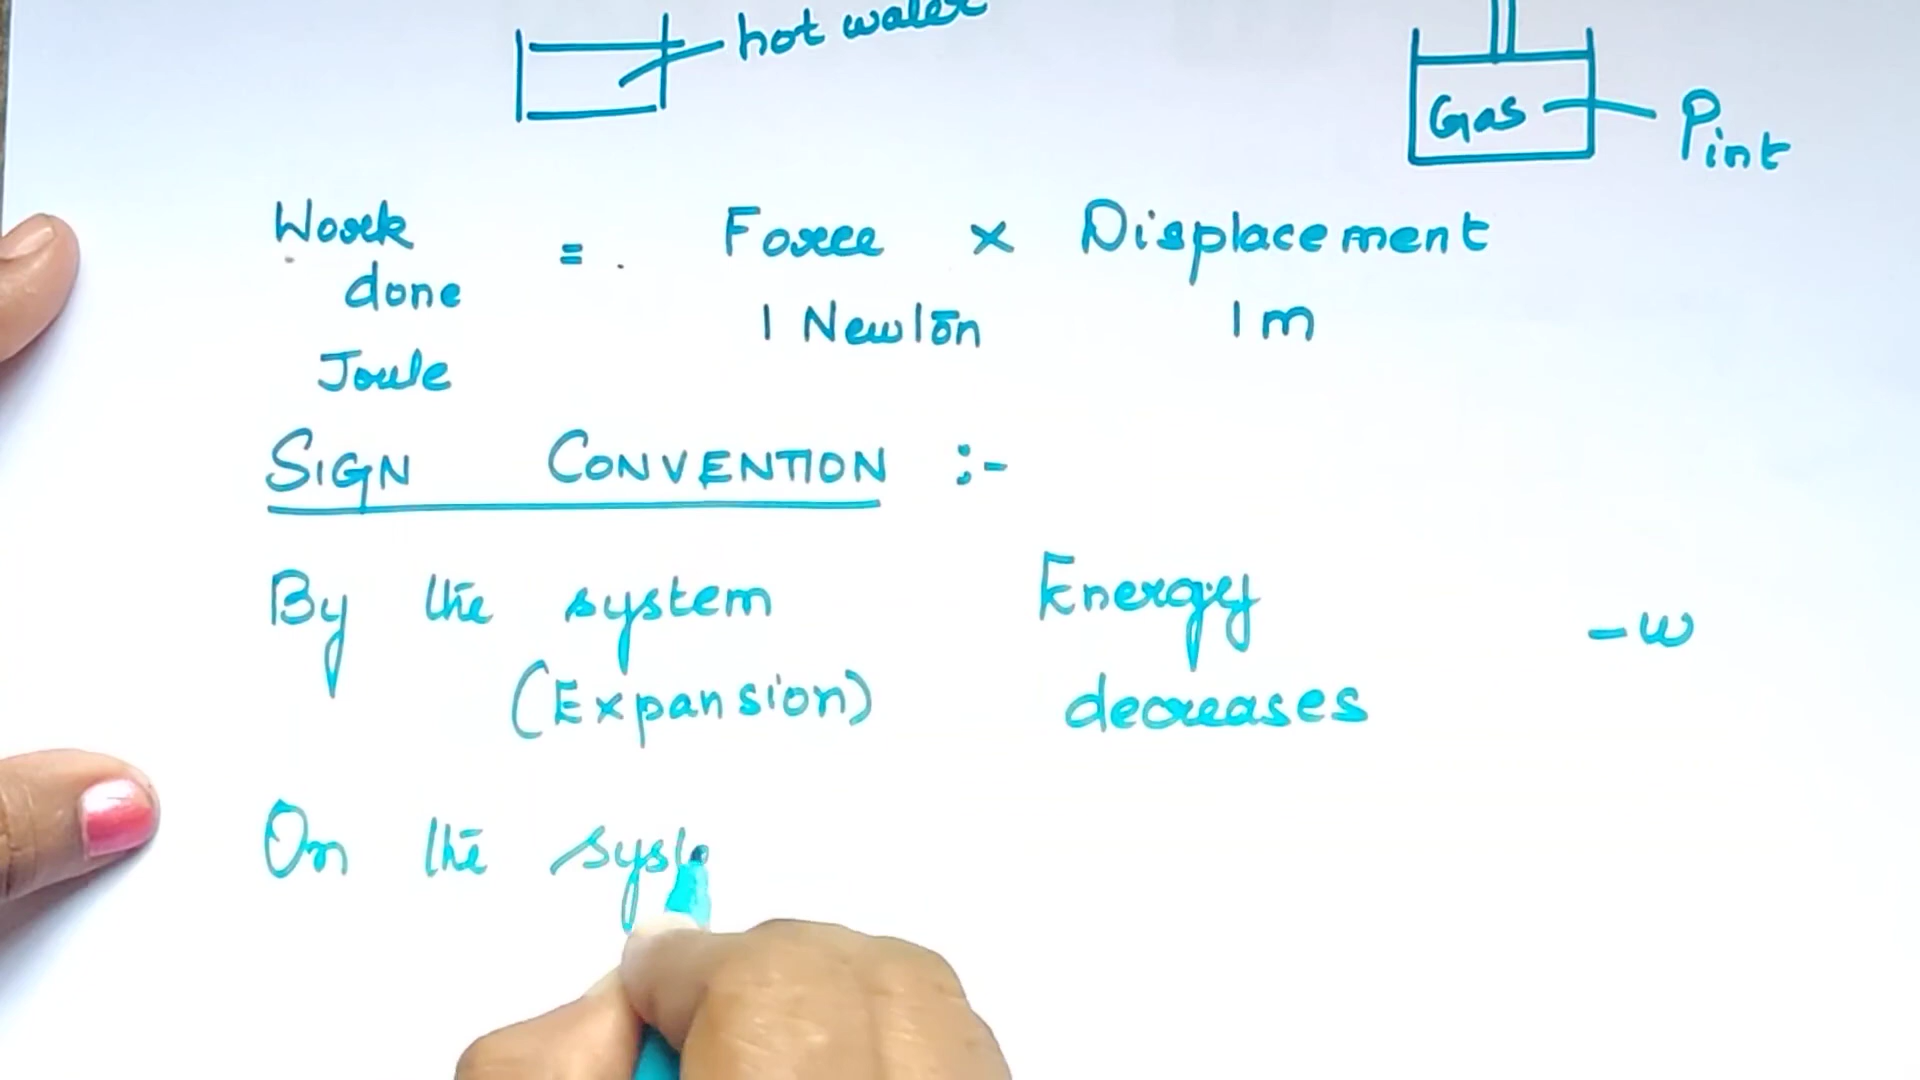 hot water
Gas
Pint
Work = . Force × Displacement
done
1 Newton 1 m
Joule
SIGN CONVENTION :-
By the system Energy -w
(Expansion) decreases
On the syste